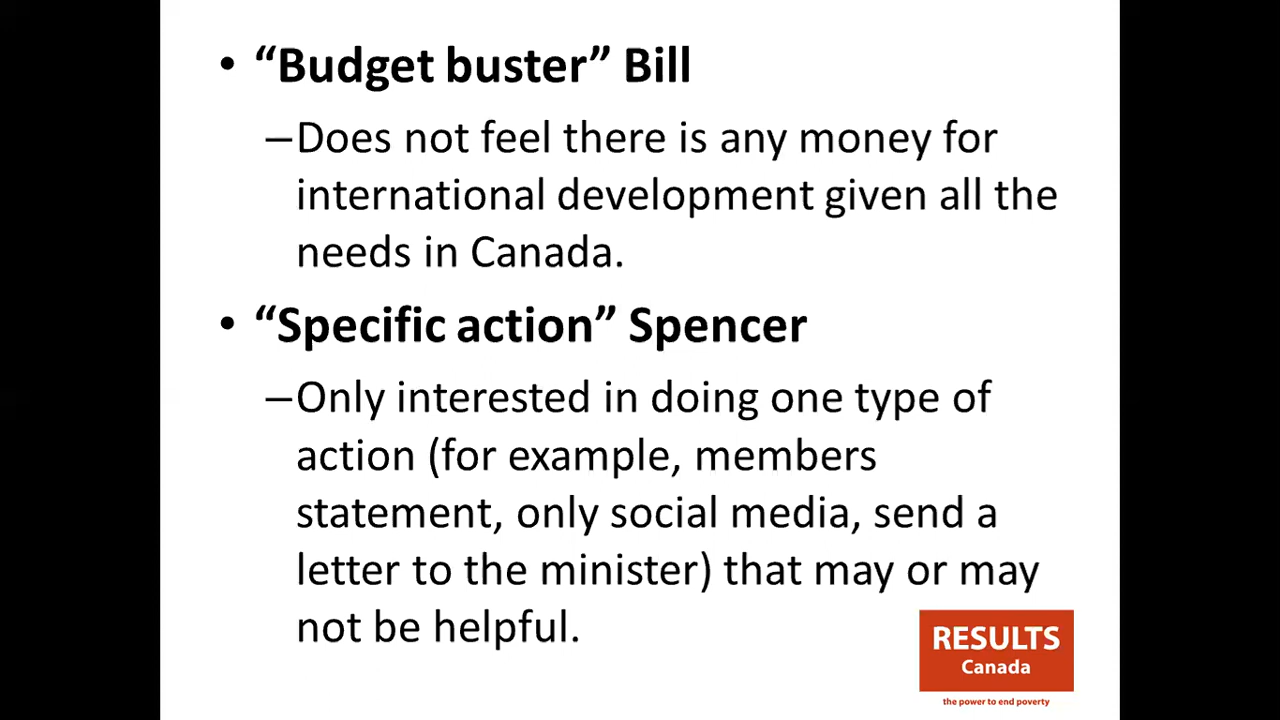 • “Budget buster” Bill
–Does not feel there is any money for
international development given all the
needs in Canada.
• “Specific action” Spencer
–Only interested in doing one type of
action (for example, members
statement, only social media, send a
letter to the minister) that may or may
not be helpful.
RESULTS
Canada
the power to end poverty